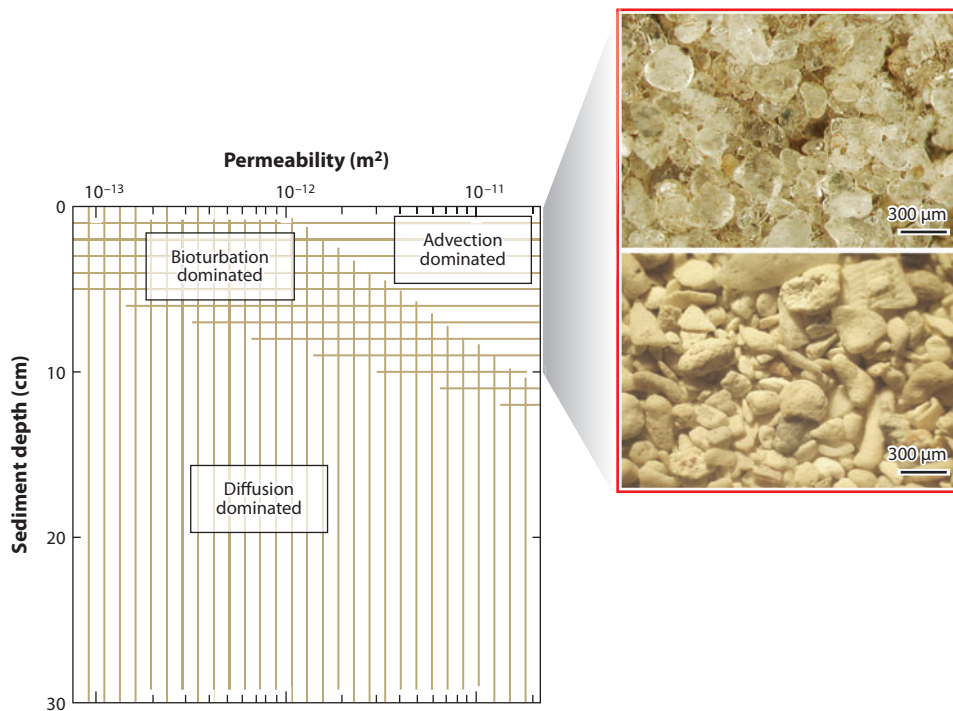 Permeability (m²)
10⁻¹³ 10⁻¹² 10⁻¹¹
0
10
20
30
Sediment depth (cm)
Bioturbation
dominated
Advection
dominated
Diffusion
dominated
300 µm
300 µm